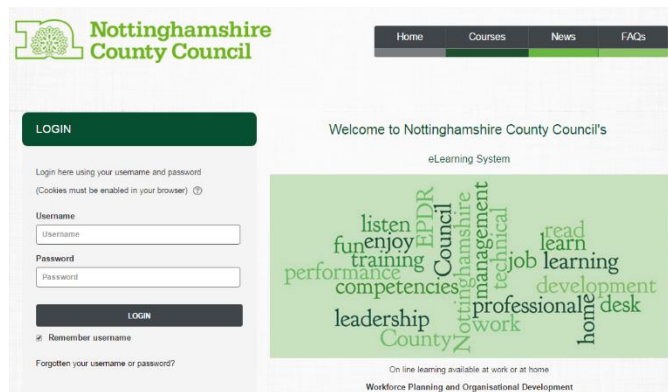 Nottinghamshire
County Council
Home Courses News FAQs
LOGIN
Login here using your username and password
(Cookies must be enabled in your browser) ?
Username
Username
Password
Password
LOGIN
Remember username
Forgotten your username or password?
Welcome to Nottinghamshire County Council's
eLearning System
listen
fun enjoy
training
performance
competencies
leadership
County
EPDR
Council
Nottinghamshire
management
technical
read
learn
job learning
development
professional desk
work
home
On line learning available at work or at home
Workforce Planning and Organisational Development